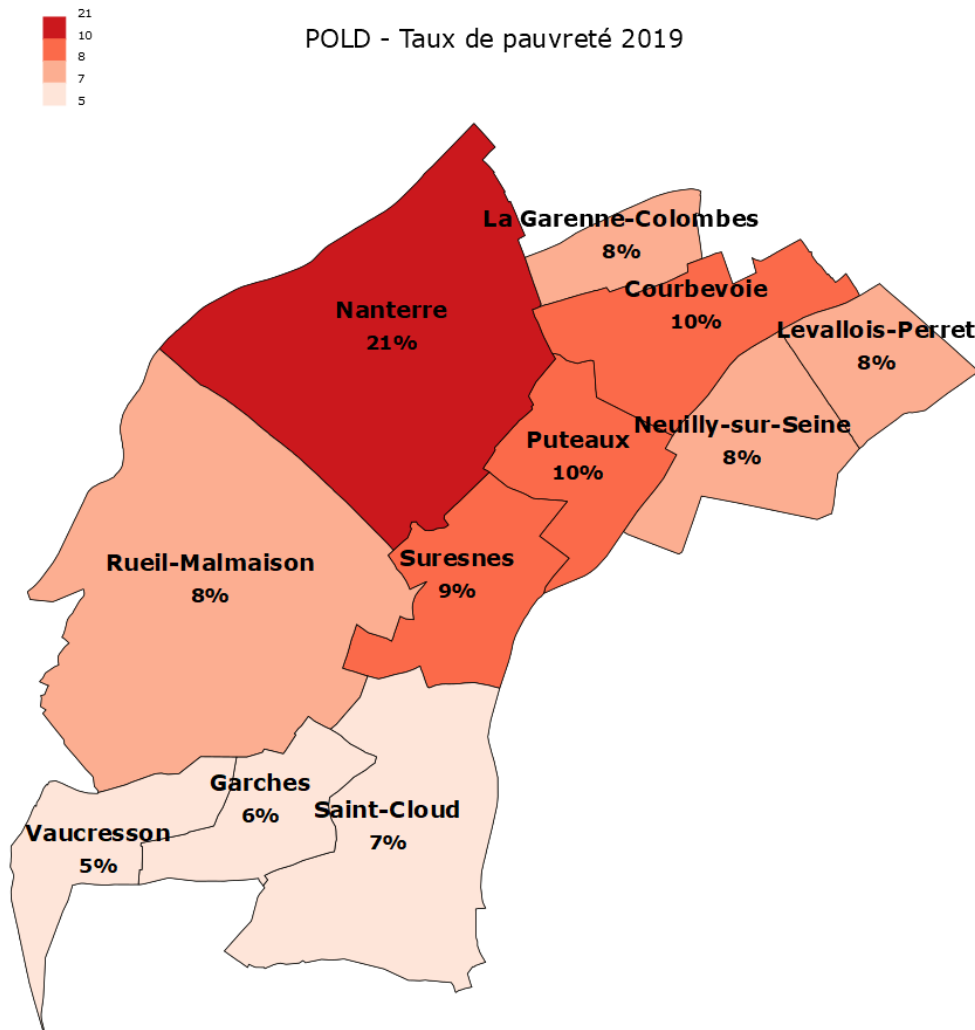 21
10
8
7
5
POLD - Taux de pauvreté 2019
La Garenne-Colombes
8%
Courbevoie
10%
Nanterre
21%
Levallois-Perret
8%
Neuilly-sur-Seine
8%
Puteaux
10%
Suresnes
9%
Rueil-Malmaison
8%
Garches
6%
Saint-Cloud
7%
Vaucresson
5%